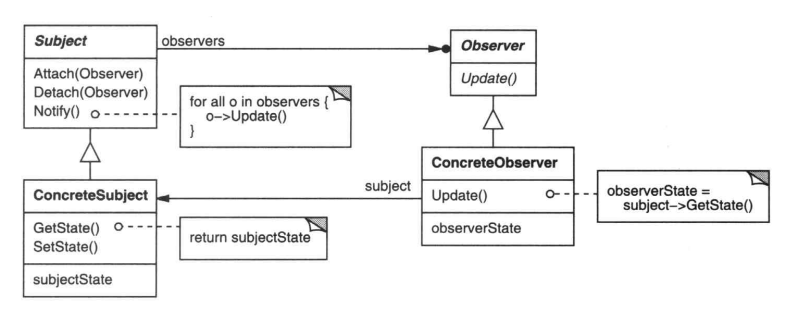 Subject
Attach(Observer)
Detach(Observer)
Notify()
observers
Observer
Update()
for all o in observers {
o->Update()
}
ConcreteSubject
GetState()
SetState()
subjectState
return subjectState
subject
ConcreteObserver
Update()
observerState
observerState =
subject->GetState()